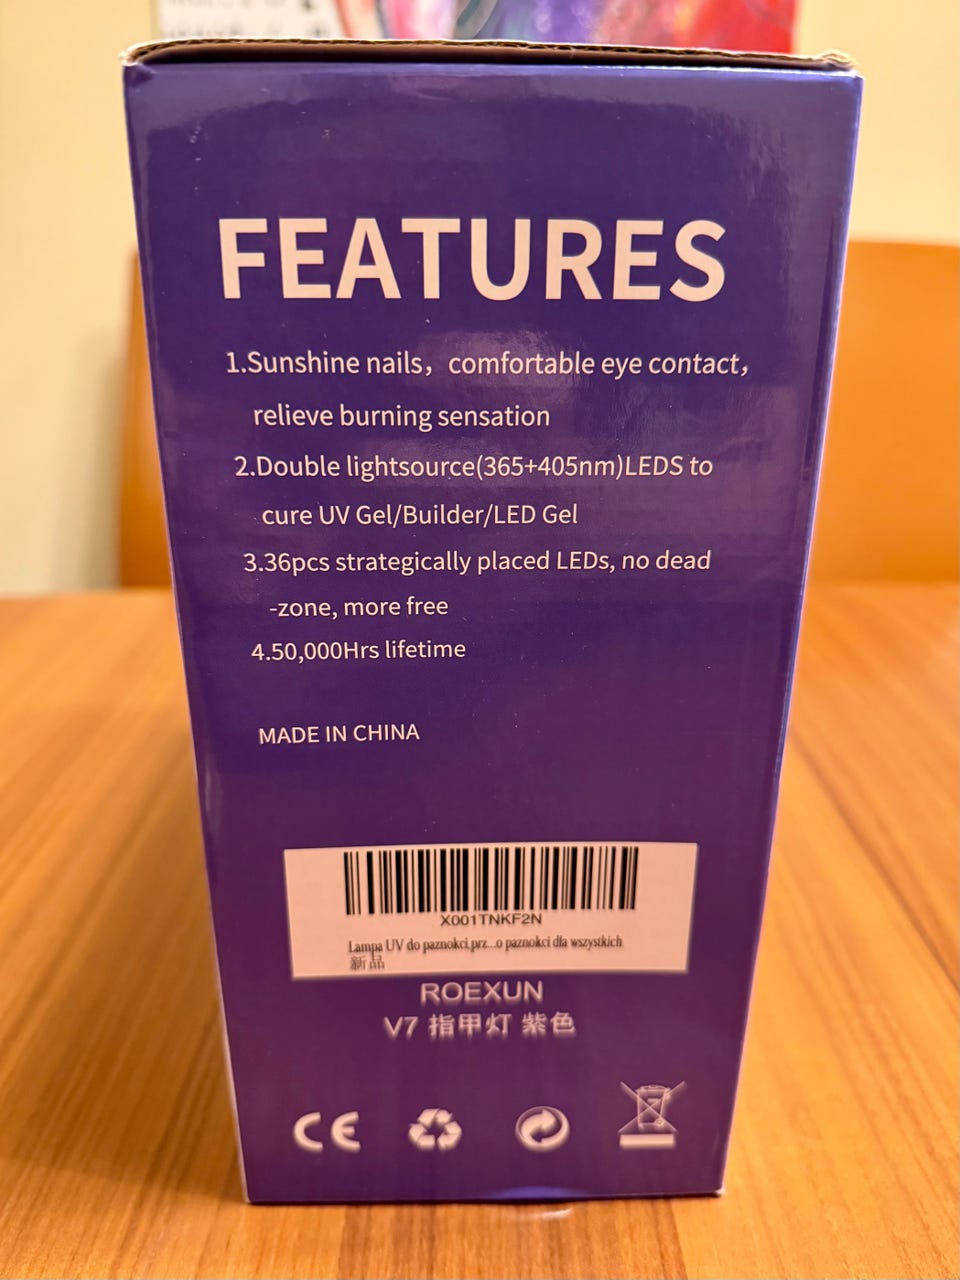 FEATURES
1.Sunshine nails，comfortable eye contact，
relieve burning sensation
2.Double lightsource(365+405nm)LEDS to
cure UV Gel/Builder/LED Gel
3.36pcs strategically placed LEDs, no dead
-zone, more free
4.50,000Hrs lifetime
MADE IN CHINA
X001TNKF2N
Lampa UV do paznokci,prz...o paznokci dla wszystkich
新品
ROEXUN
V7 指甲灯 紫色
CE